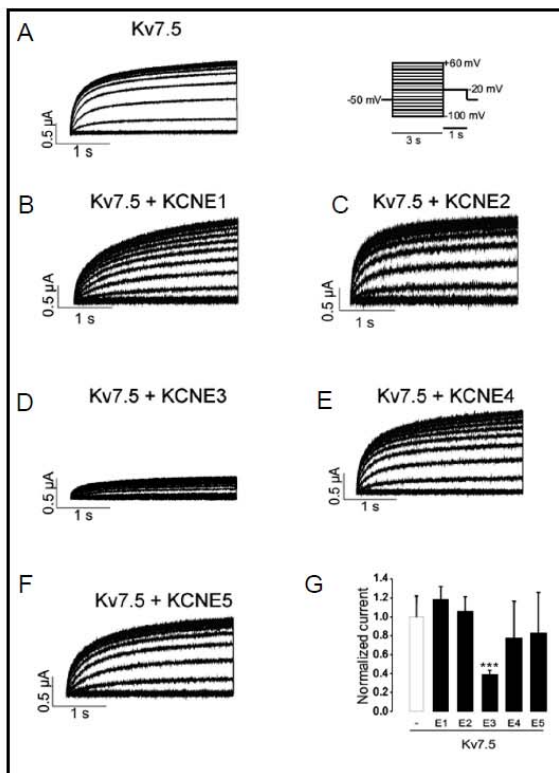 A
Kv7.5
0.5 µA
1 s
-50 mV
+60 mV
-20 mV
-100 mV
3 s
1 s
B
Kv7.5 + KCNE1
0.5 µA
1 s
C
Kv7.5 + KCNE2
0.5 µA
1 s
D
Kv7.5 + KCNE3
0.5 µA
1 s
E
Kv7.5 + KCNE4
0.5 µA
1 s
F
Kv7.5 + KCNE5
0.5 µA
1 s
G
Normalized current
1.4
1.2
1.0
0.8
0.6
0.4
0.2
0.0
***
- E1 E2 E3 E4 E5
Kv7.5